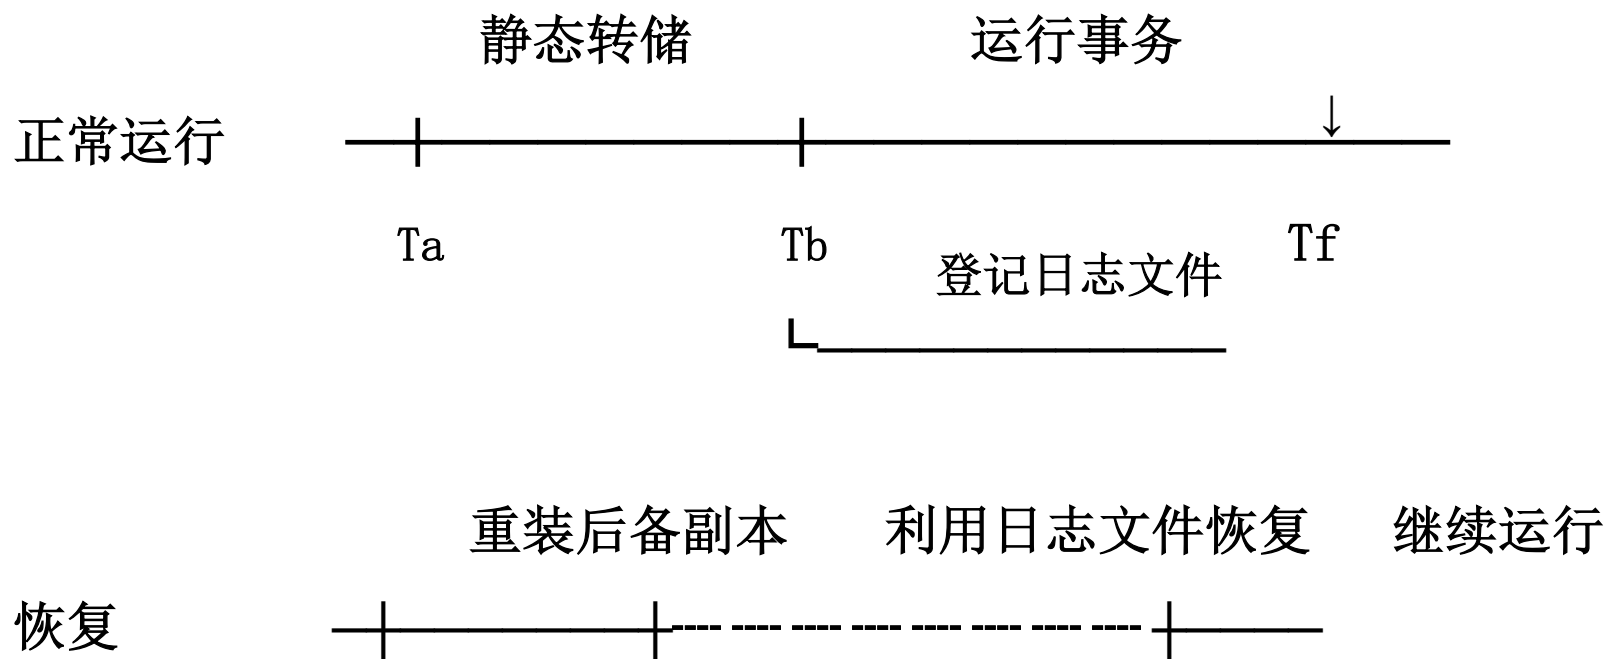 静态转储 运行事务
正常运行 ↓
Ta Tb Tf
登记日志文件
重装后备副本 利用日志文件恢复 继续运行
恢复